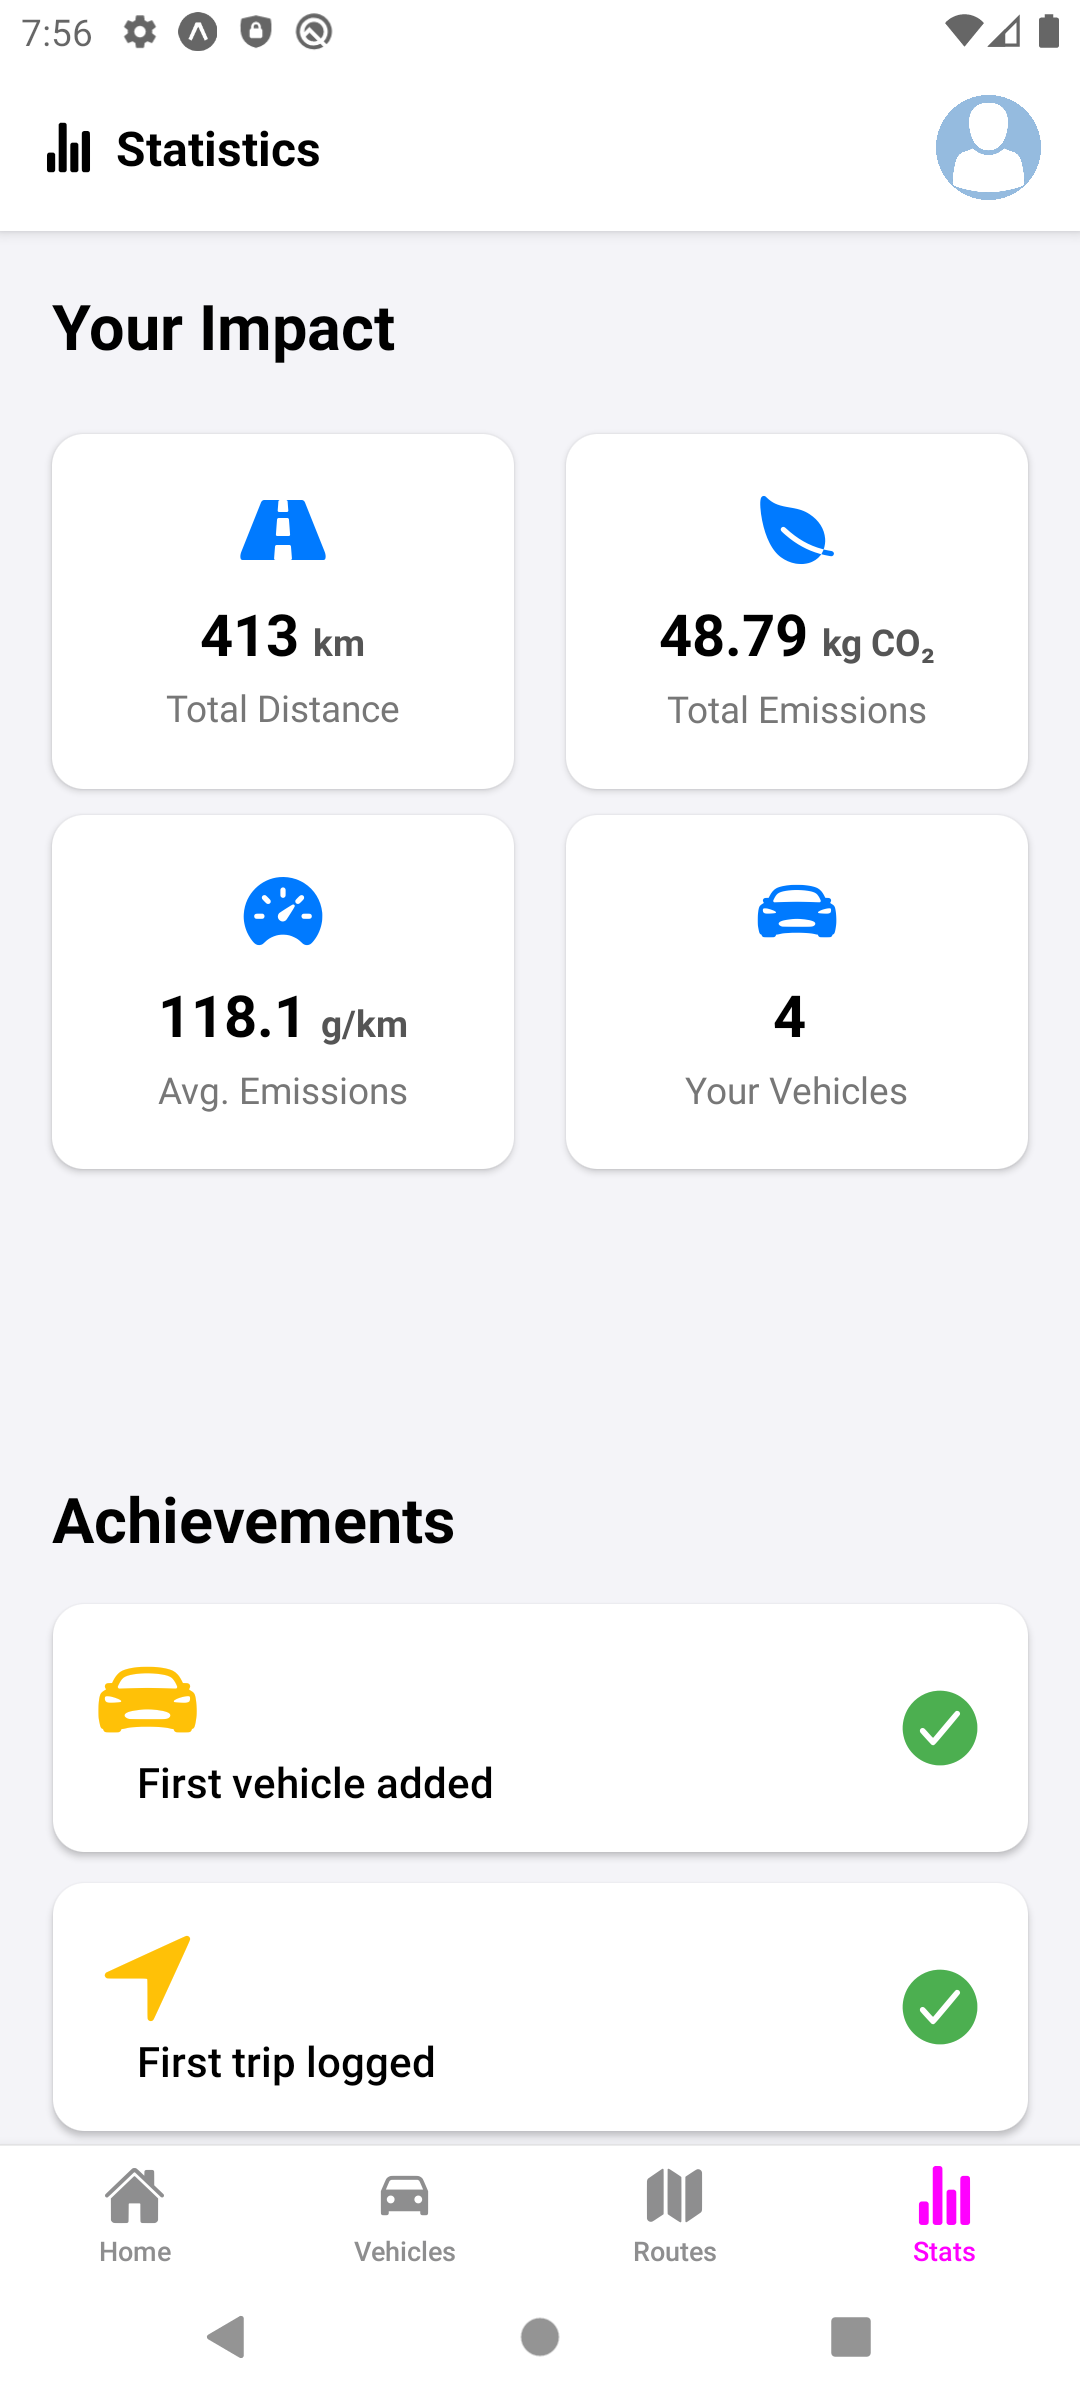 7:56
Statistics
Your Impact
413 km
Total Distance
48.79 kg CO₂
Total Emissions
118.1 g/km
Avg. Emissions
4
Your Vehicles
Achievements
First vehicle added
First trip logged
Home
Vehicles
Routes
Stats